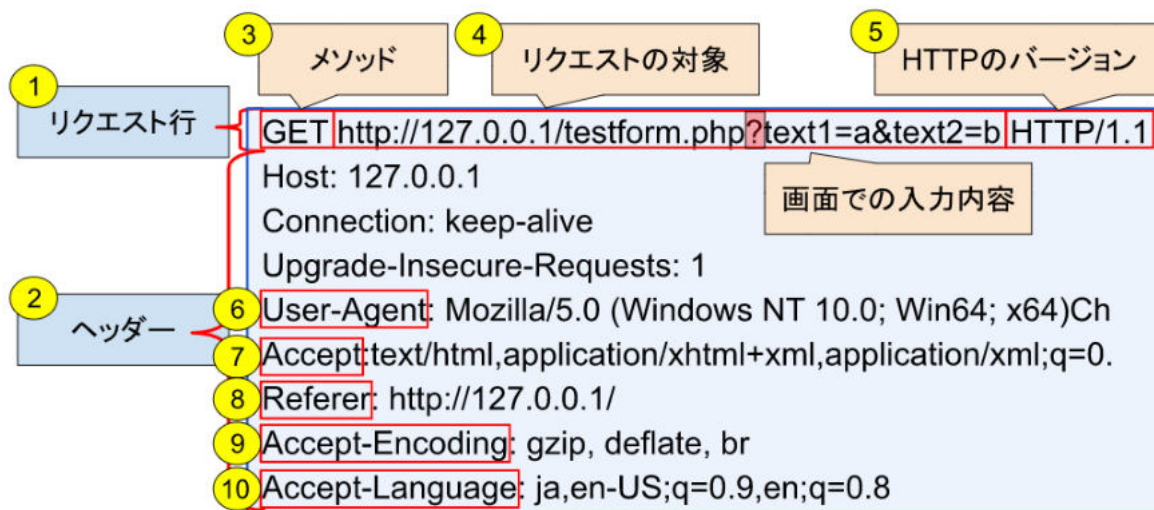 3
メソッド
4
リクエストの対象
5
HTTPのバージョン
1
リクエスト行
GET http://127.0.0.1/testform.php?text1=a&text2=b HTTP/1.1
画面での入力内容
Host: 127.0.0.1
Connection: keep-alive
Upgrade-Insecure-Requests: 1
2
ヘッダー
6
User-Agent: Mozilla/5.0 (Windows NT 10.0; Win64; x64)Ch
7
Accept:text/html,application/xhtml+xml,application/xml;q=0.
8
Referer: http://127.0.0.1/
9
Accept-Encoding: gzip, deflate, br
10
Accept-Language: ja,en-US;q=0.9,en;q=0.8